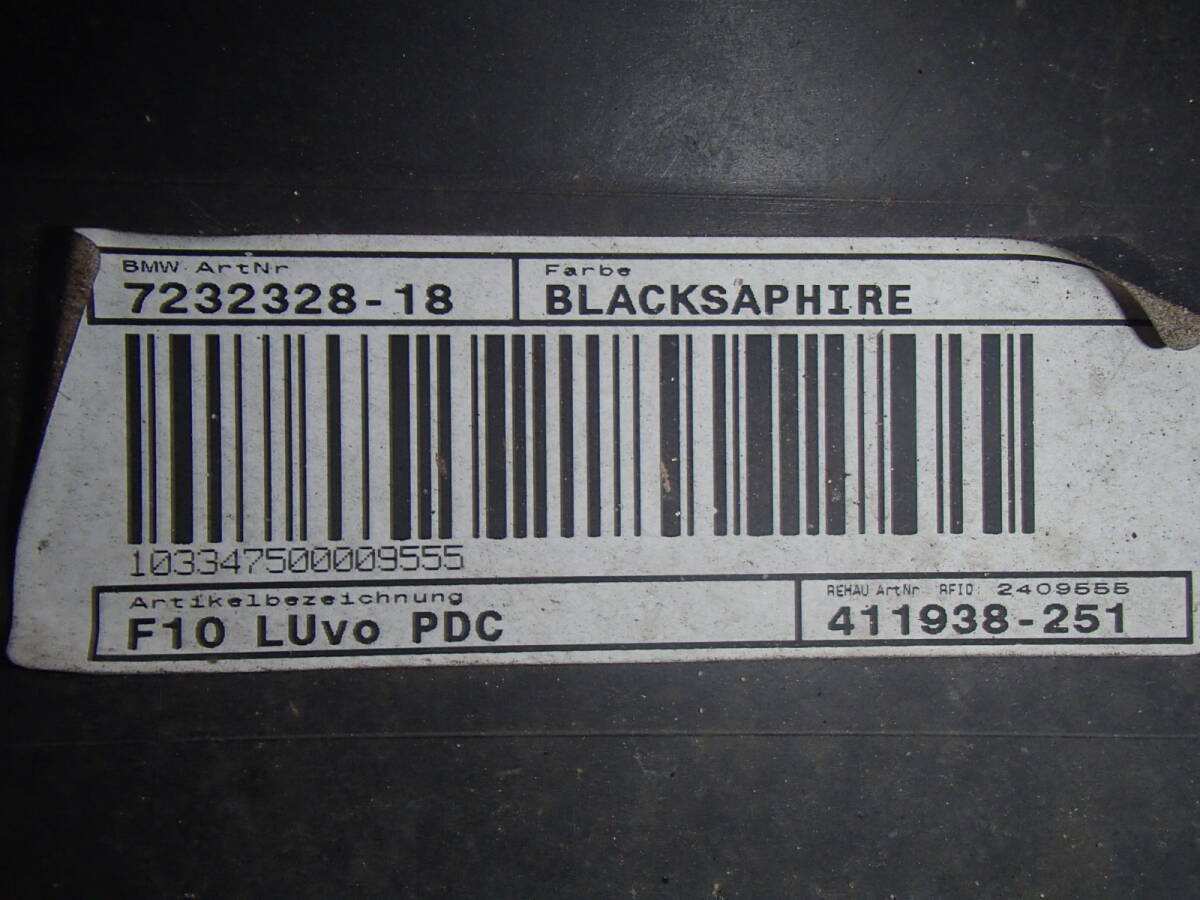 BMW ArtNr
7232328-18
Farbe
BLACKSAPHIRE
103347500009555
Artikelbezeichnung
F10 LUvo PDC
REHAU ArtNr RFID: 2409555
411938-251